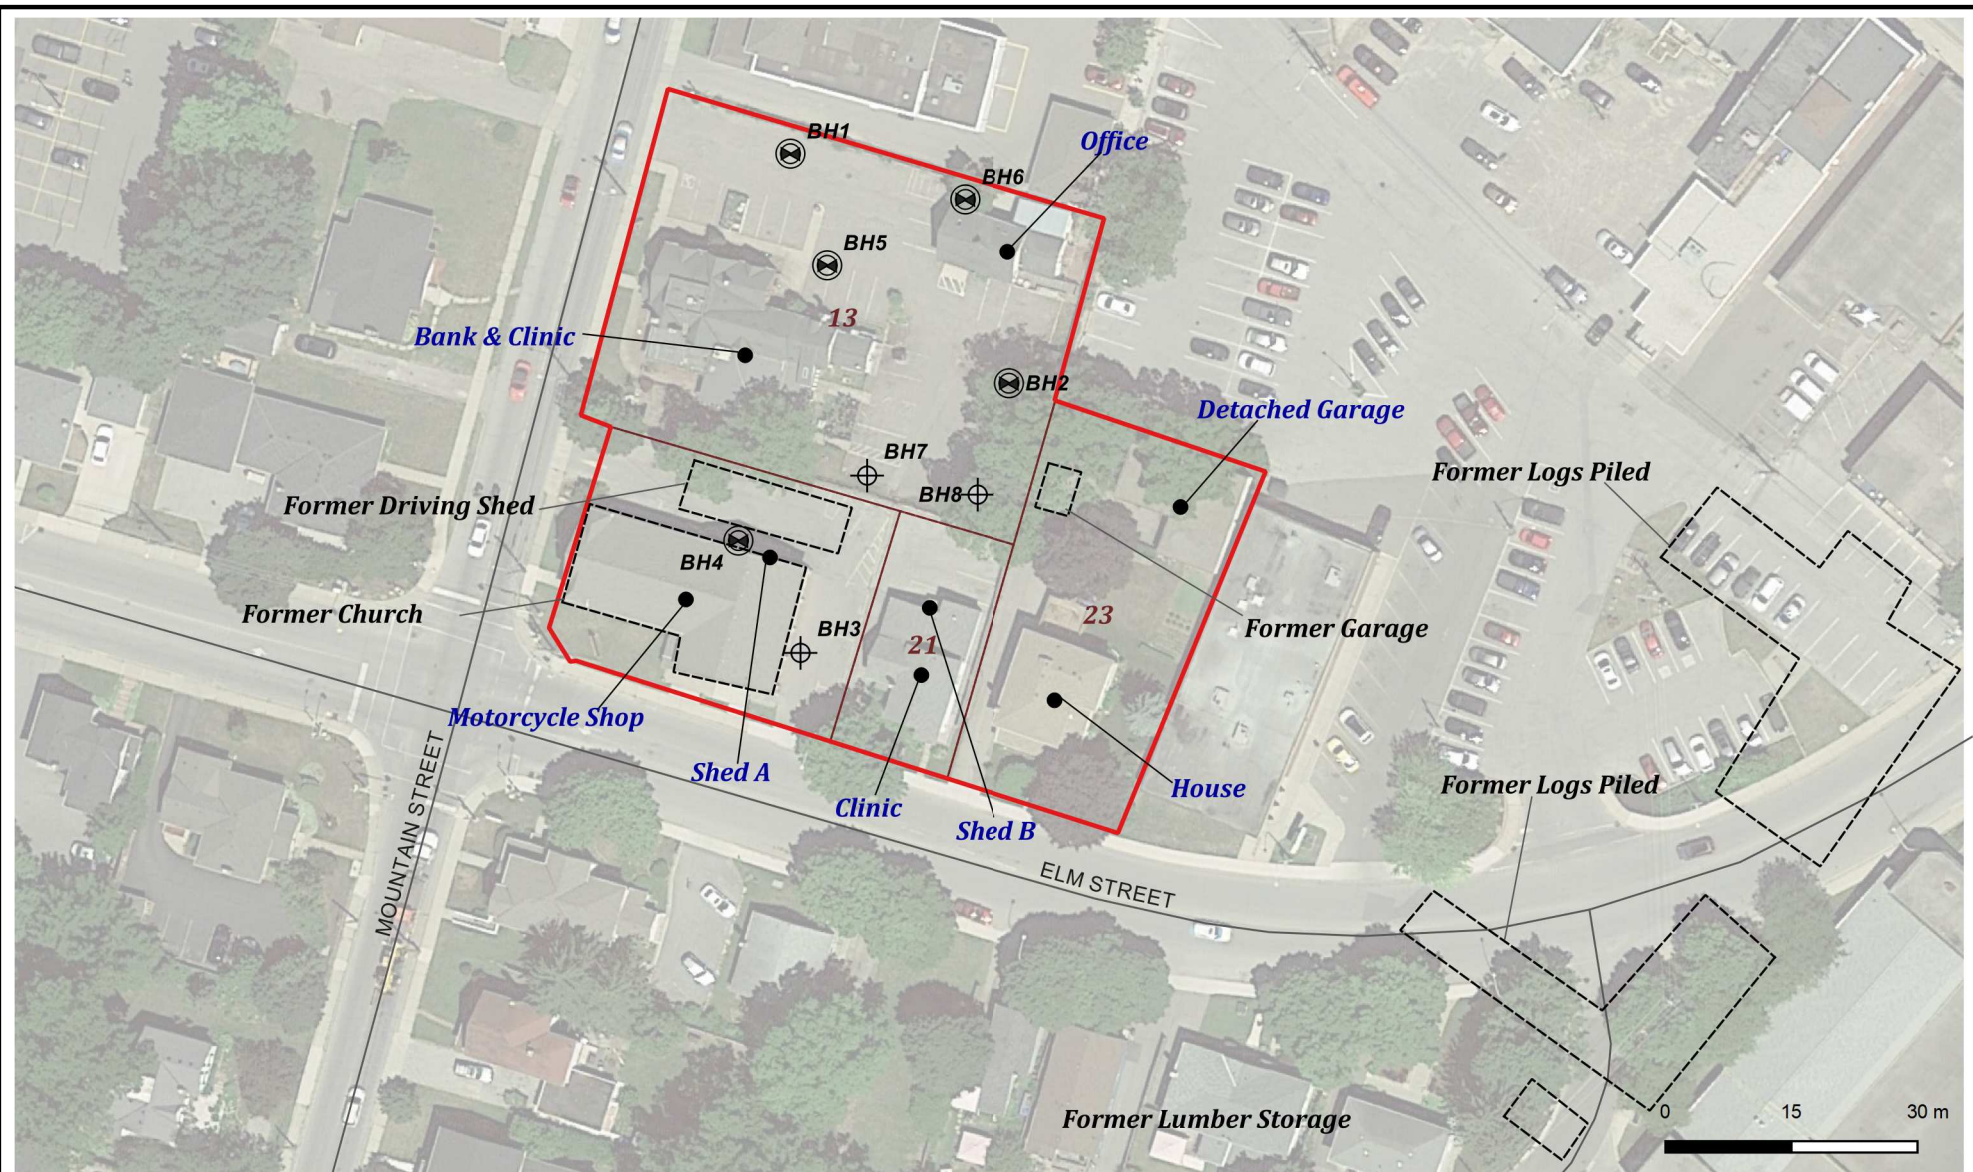 BH1
Office
BH6
BH5
13
Bank & Clinic
BH2
Detached Garage
BH7
Former Logs Piled
BH8
Former Driving Shed
BH4
Former Church
BH3
23
Former Garage
21
Motorcycle Shop
Shed A
House
Former Logs Piled
Clinic
Shed B
MOUNTAIN STREET
ELM STREET
Former Lumber Storage
0 15 30 m